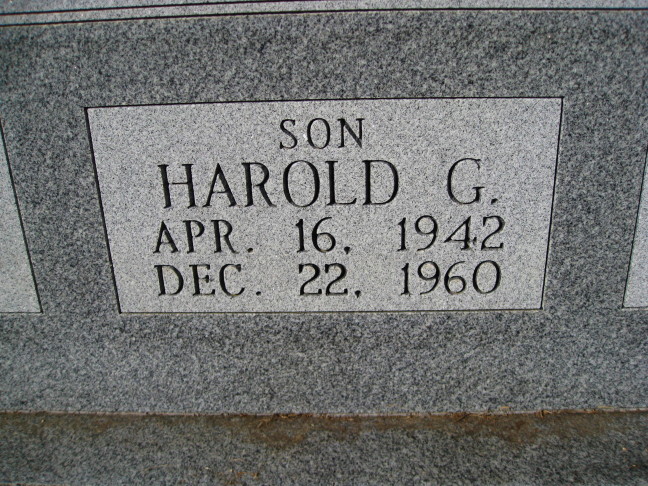 SON
HAROLD G.
APR. 16, 1942
DEC. 22, 1960